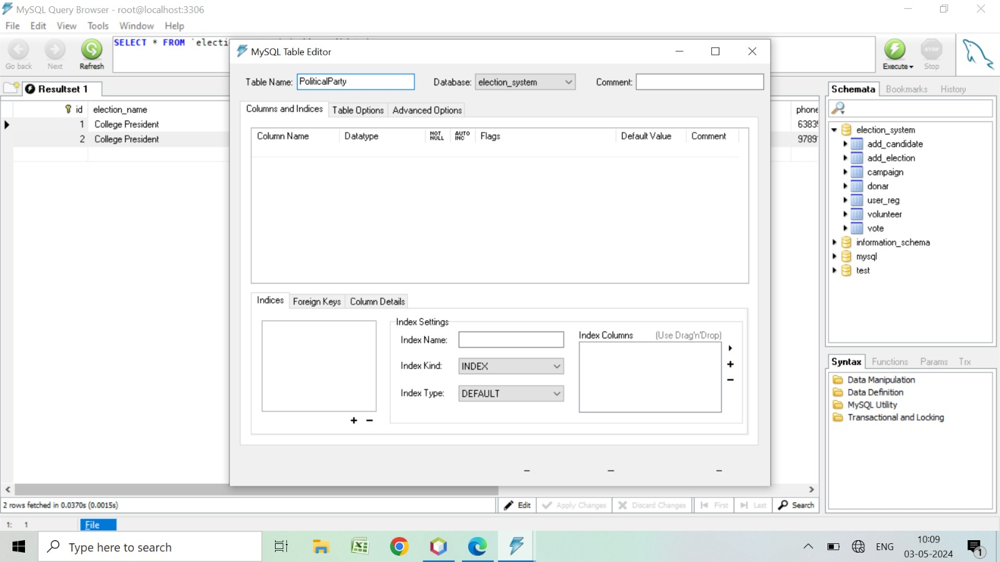 MySQL Query Browser - root@localhost:3306
File Edit View Tools Window Help
Go back Next Refresh
SELECT * FROM `electi
Execute Stop
STOP
MySQL Table Editor
Table Name: PoliticalParty Database: election_system Comment:
Columns and Indices Table Options Advanced Options
Column Name Datatype NOT NULL AUTO INC Flags Default Value Comment
Indices Foreign Keys Column Details
Index Settings
Index Name:
Index Kind: INDEX
Index Type: DEFAULT
Index Columns (Use Drag'n'Drop)
Resultset 1
id election_name phone
1 College President 6383
2 College President 9789
Schemata Bookmarks History
election_system
add_candidate
add_election
campaign
donar
user_reg
volunteer
vote
information_schema
mysql
test
Syntax Functions Params Trx
Data Manipulation
Data Definition
MySQL Utility
Transactional and Locking
2 rows fetched in 0.0370s (0.0015s)
Edit Apply Changes Discard Changes First Last Search
1: 1 File
Type here to search
ENG
10:09
03-05-2024
1